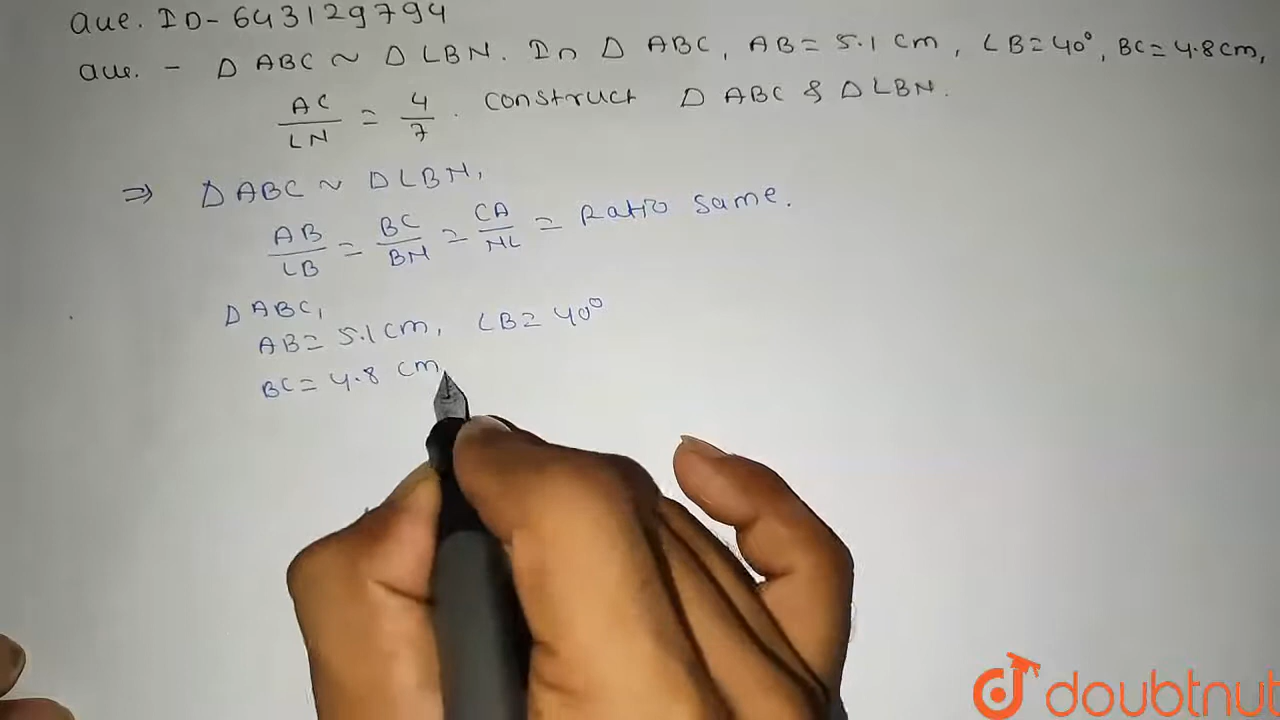 Que. ID - 643129794
Que. - Δ ABC ~ Δ LBN. In Δ ABC, AB = 5.1 cm, ∠B = 40°, BC = 4.8cm,
AC/LN = 4/7. Construct Δ ABC & Δ LBN.
⇒ Δ ABC ~ Δ LBN,
AB/LB = BC/BN = CA/NL = Ratio same.
Δ ABC,
AB = 5.1 cm, ∠B = 40°
BC = 4.8 cm,
doubtnut